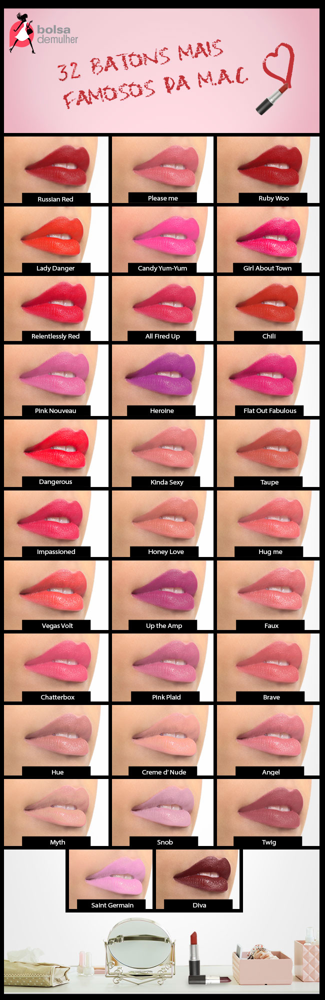 bolsa
demulher
32 BATONS MAIS
FAMOSOS DA M.A.C.
Russian Red
Please me
Ruby Woo
Lady Danger
Candy Yum-Yum
Girl About Town
Relentlessly Red
All Fired Up
Chili
Pink Nouveau
Heroine
Flat Out Fabulous
Dangerous
Kinda Sexy
Taupe
Impassioned
Honey Love
Hug me
Vegas Volt
Up the Amp
Faux
Chatterbox
Pink Plaid
Brave
Hue
Creme d' Nude
Angel
Myth
Snob
Twig
Saint Germain
Diva